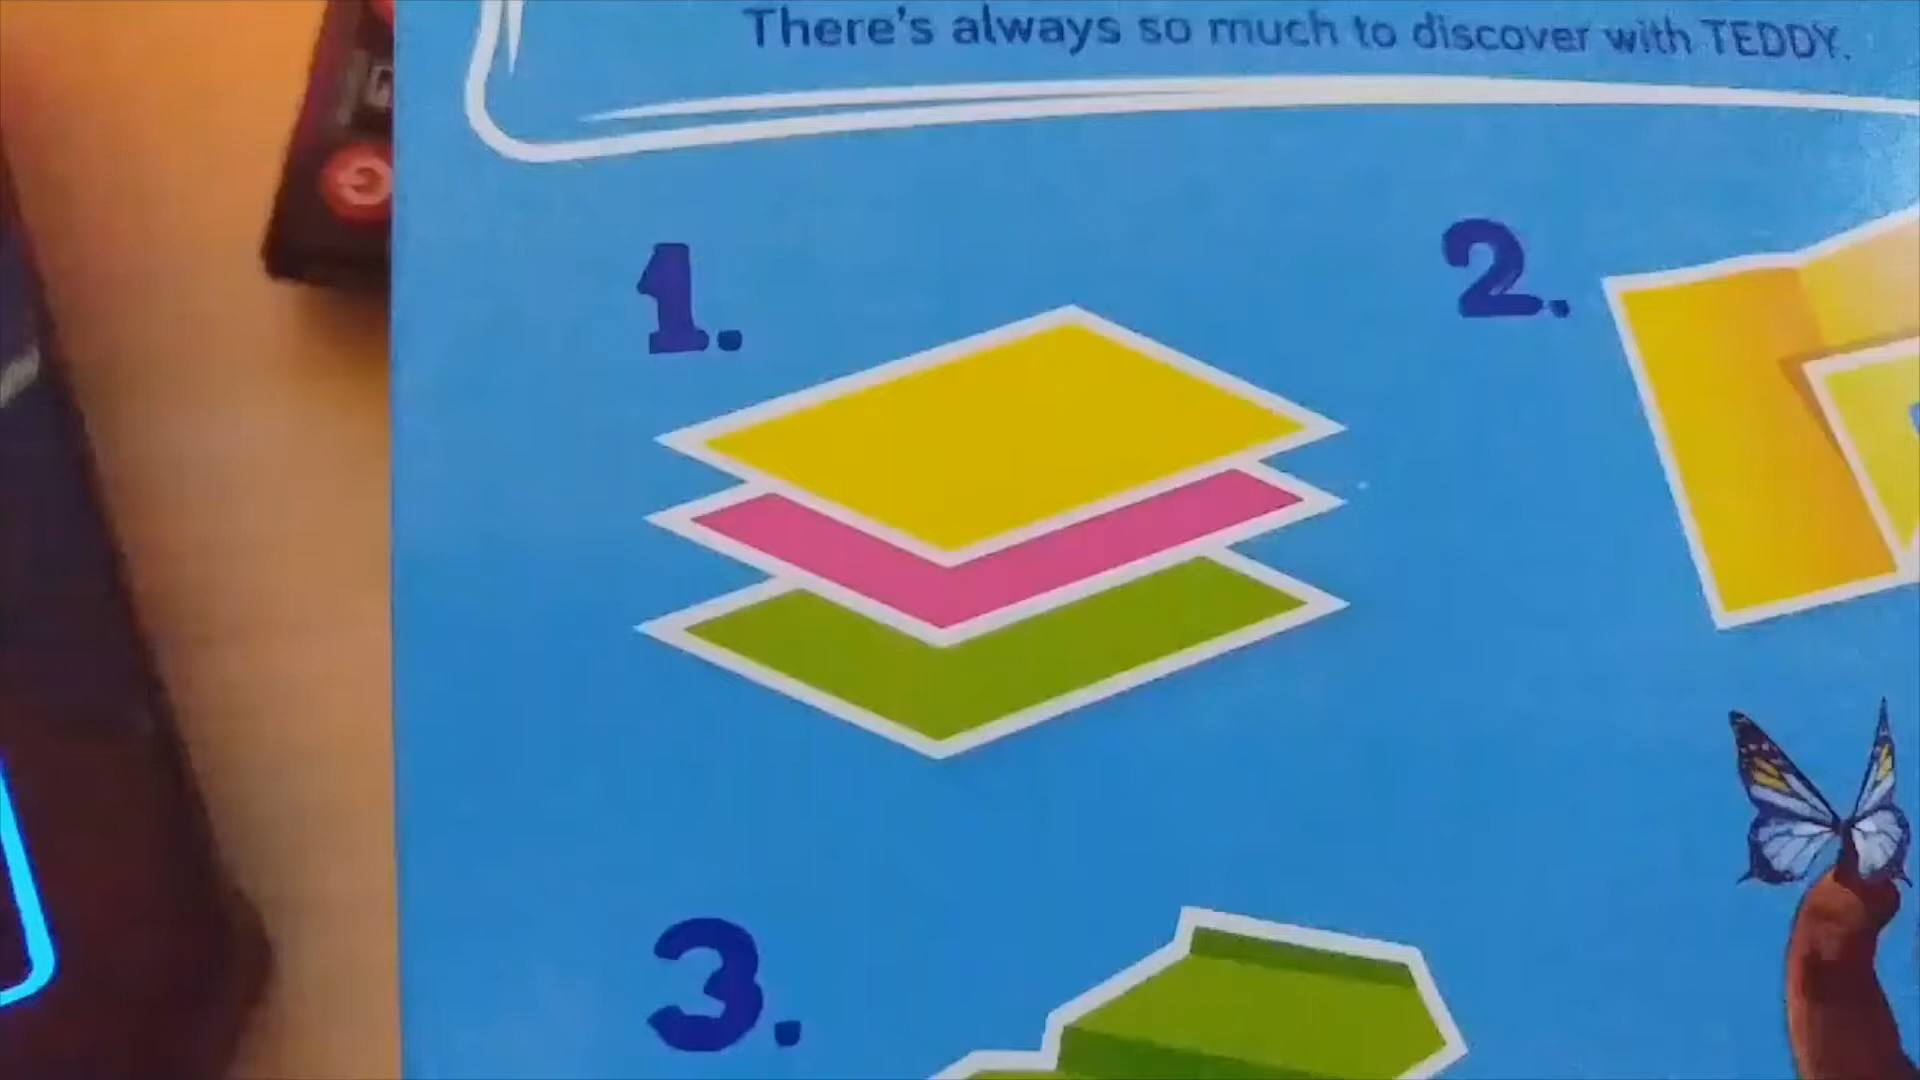 There's always so much to discover with TEDDY.
1.
2.
3.